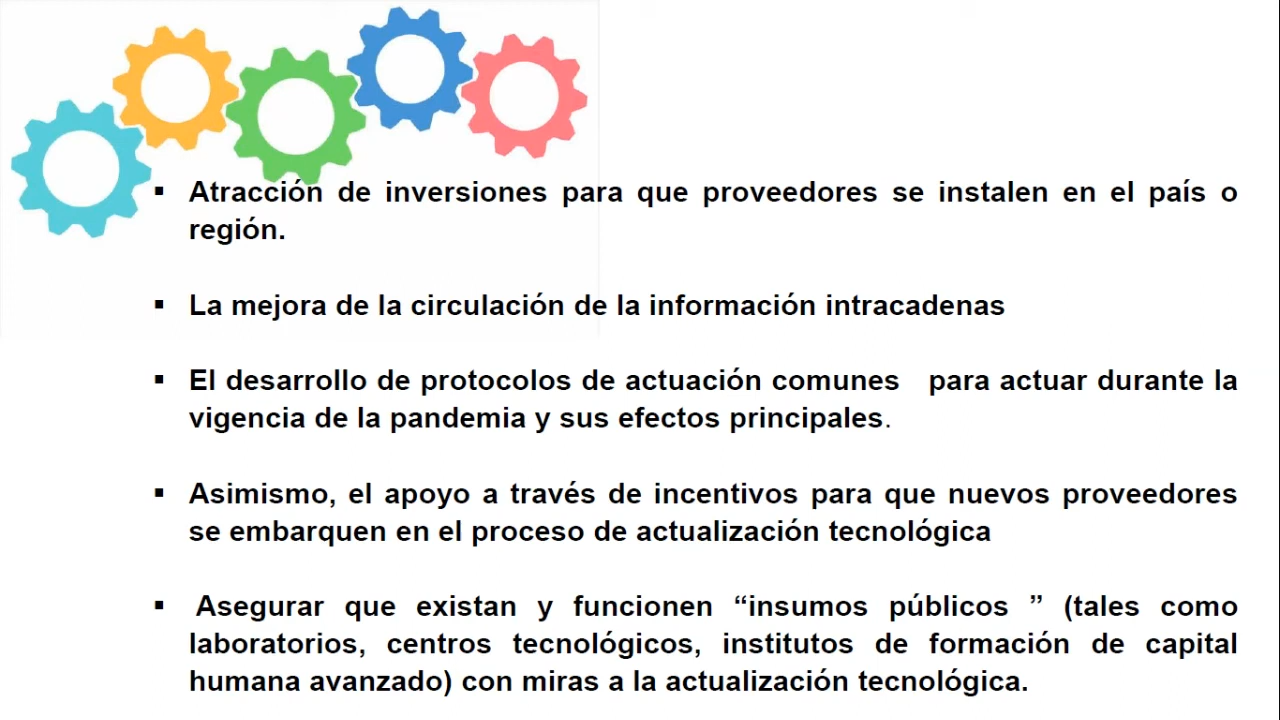 ▪ Atracción de inversiones para que proveedores se instalen en el país o
región.
▪ La mejora de la circulación de la información intracadenas
▪ El desarrollo de protocolos de actuación comunes para actuar durante la
vigencia de la pandemia y sus efectos principales.
▪ Asimismo, el apoyo a través de incentivos para que nuevos proveedores
se embarquen en el proceso de actualización tecnológica
▪ Asegurar que existan y funcionen “insumos públicos ” (tales como
laboratorios, centros tecnológicos, institutos de formación de capital
humana avanzado) con miras a la actualización tecnológica.